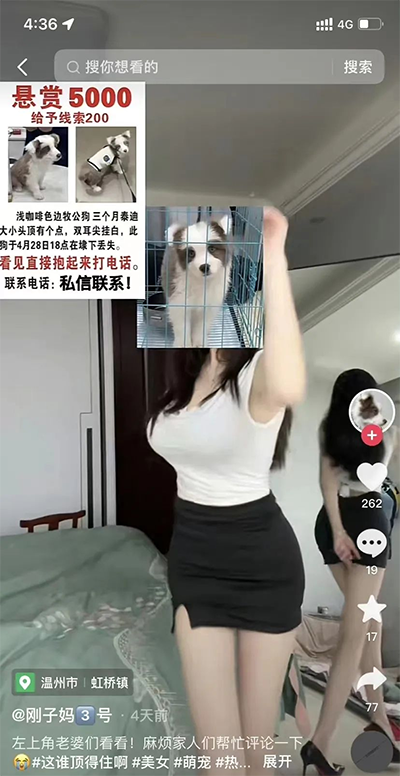 4:36
4G
搜你想看的
搜索
悬赏5000
给予线索200
浅咖啡色边牧公狗 三个月泰迪
大小头顶有个点，双耳尖挂白，此
狗于4月28日18点在埭下丢失。
看见直接抱起来打电话。
联系电话：私信联系！
262
19
17
77
温州市 | 虹桥镇
@刚子妈3号 · 4天前
左上角老婆们看看！麻烦家人们帮忙评论一下
😭#这谁顶得住啊 #美女 #萌宠 #热... 展开